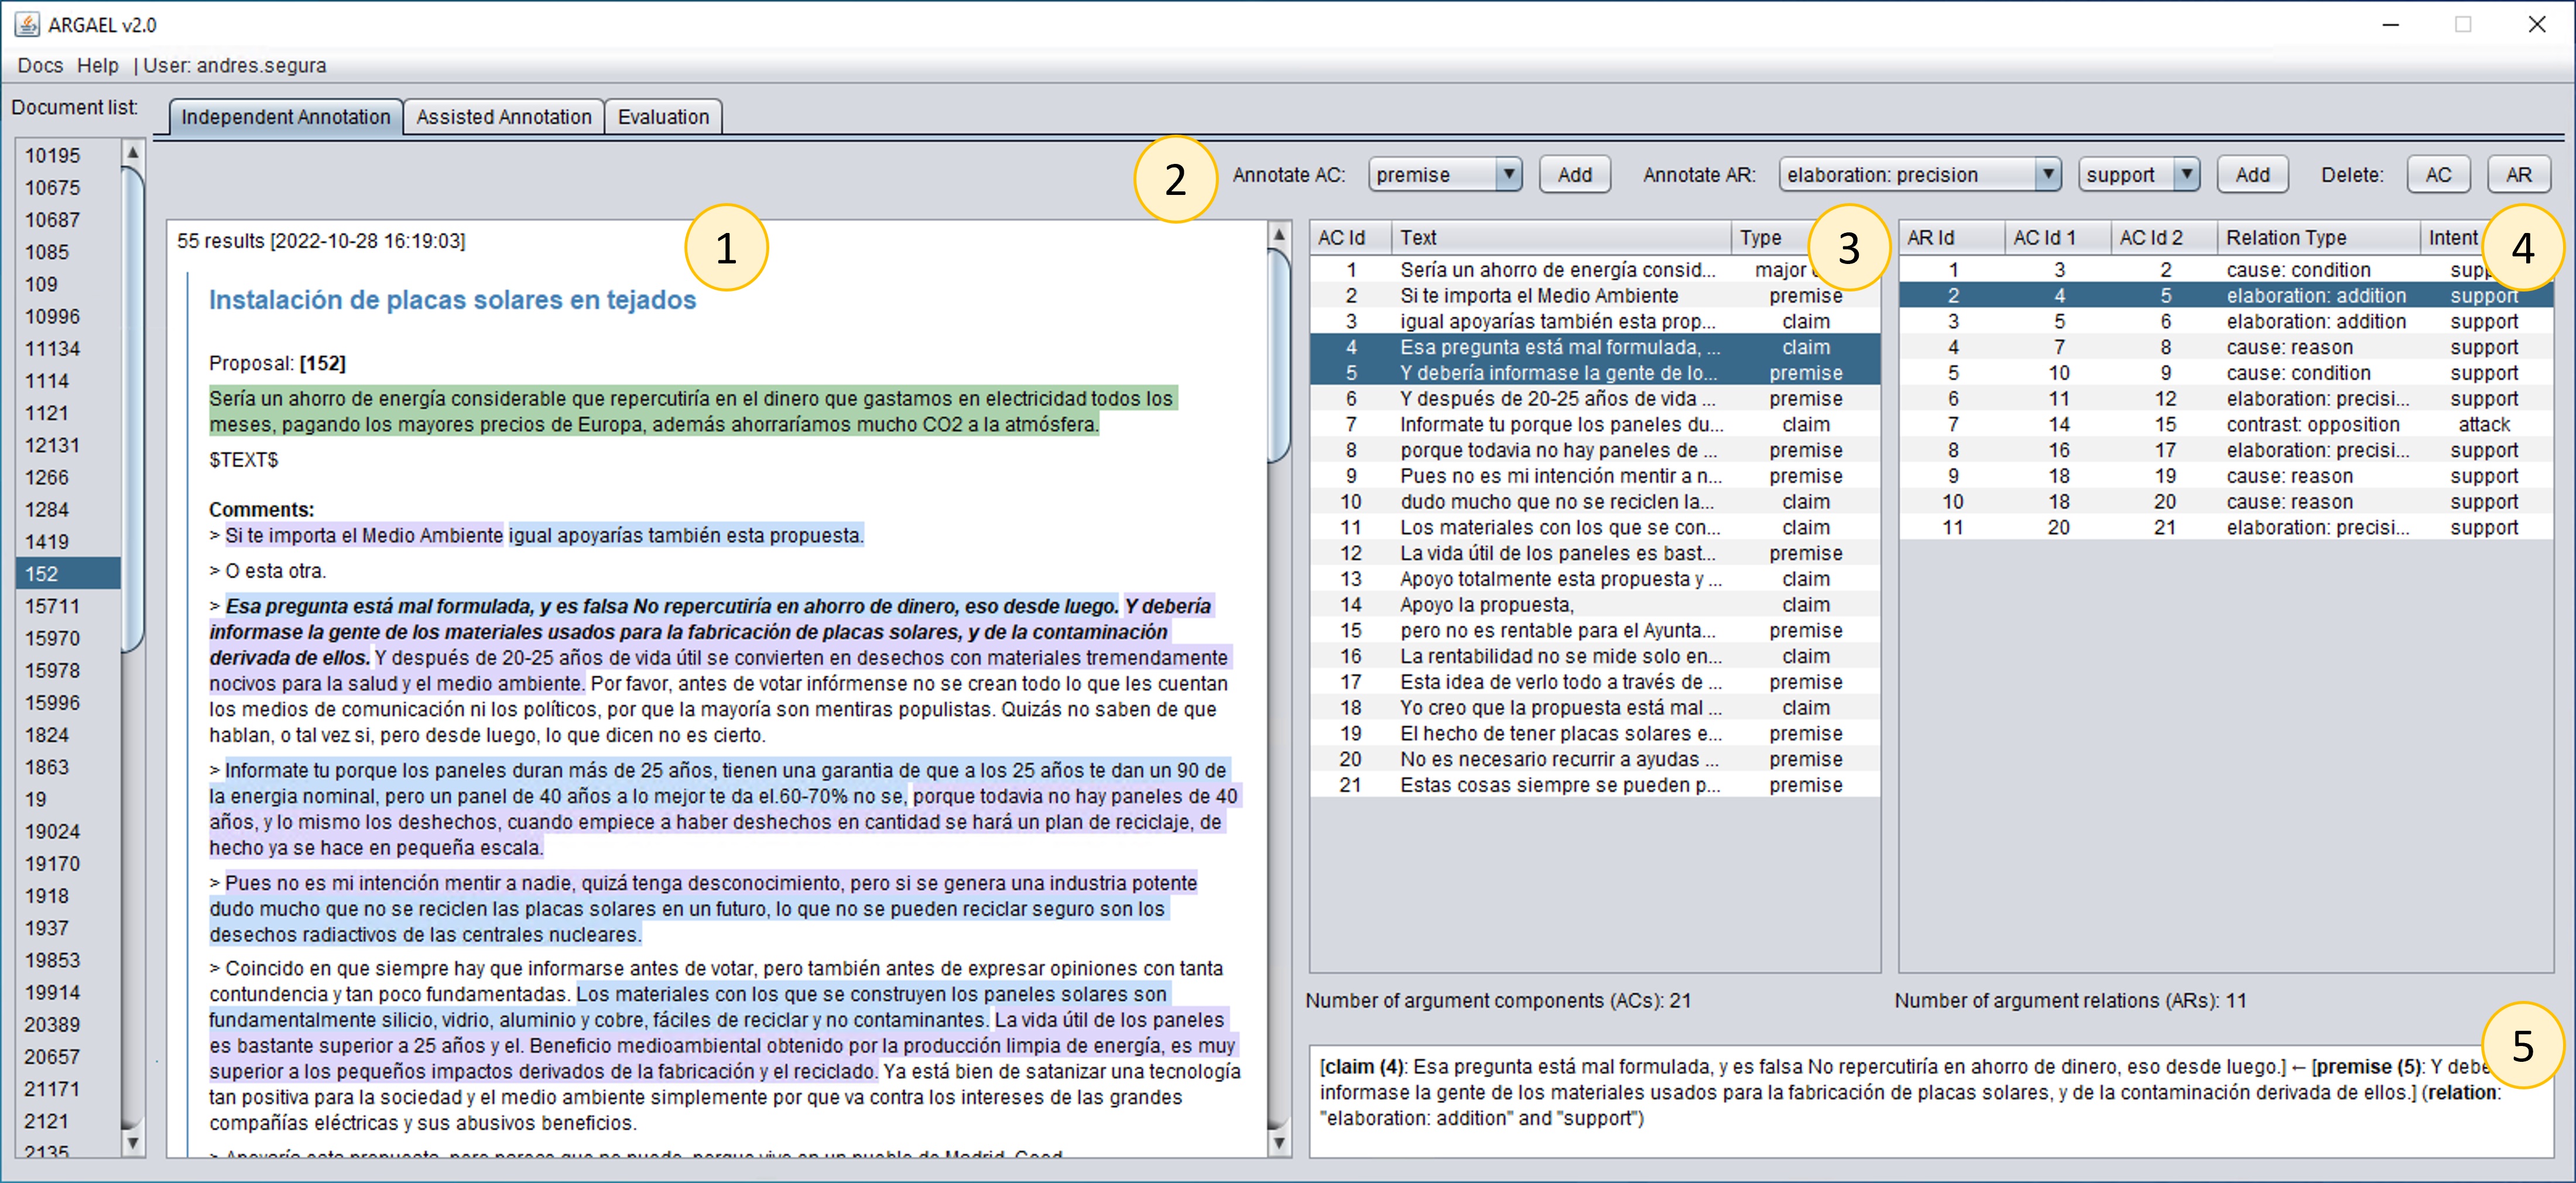 ARGAEL v2.0
Docs Help | User: andres.segura
Document list:
Independent Annotation Assisted Annotation Evaluation
10195
10675
10687
1085
109
10996
11134
1114
1121
12131
1266
1284
1419
152
15711
15970
15978
15996
1824
1863
19
19024
19170
1918
1937
19853
19914
20389
20657
21171
2121
2135
2
Annotate AC: premise Add Annotate AR: elaboration: precision support Add Delete: AC AR
1
55 results [2022-10-28 16:19:03]
Instalación de placas solares en tejados
Proposal: [152]
Sería un ahorro de energía considerable que repercutiría en el dinero que gastamos en electricidad todos los
meses, pagando los mayores precios de Europa, además ahorraríamos mucho CO2 a la atmósfera.
$TEXT$
Comments:
> Si te importa el Medio Ambiente igual apoyarías también esta propuesta.
> O esta otra.
> Esa pregunta está mal formulada, y es falsa No repercutiría en ahorro de dinero, eso desde luego. Y debería
informase la gente de los materiales usados para la fabricación de placas solares, y de la contaminación
derivada de ellos. Y después de 20-25 años de vida útil se convierten en desechos con materiales tremendamente
nocivos para la salud y el medio ambiente. Por favor, antes de votar infórmense no se crean todo lo que les cuentan
los medios de comunicación ni los políticos, por que la mayoría son mentiras populistas. Quizás no saben de que
hablan, o tal vez si, pero desde luego, lo que dicen no es cierto.
> Informate tu porque los paneles duran más de 25 años, tienen una garantia de que a los 25 años te dan un 90 de
la energia nominal, pero un panel de 40 años a lo mejor te da el.60-70% no se, porque todavia no hay paneles de 40
años, y lo mismo los deshechos, cuando empiece a haber deshechos en cantidad se hará un plan de reciclaje, de
hecho ya se hace en pequeña escala.
> Pues no es mi intención mentir a nadie, quizá tenga desconocimiento, pero si se genera una industria potente
dudo mucho que no se reciclen las placas solares en un futuro, lo que no se pueden reciclar seguro son los
desechos radiactivos de las centrales nucleares.
> Coincido en que siempre hay que informarse antes de votar, pero también antes de expresar opiniones con tanta
contundencia y tan poco fundamentadas. Los materiales con los que se construyen los paneles solares son
fundamentalmente silicio, vidrio, aluminio y cobre, fáciles de reciclar y no contaminantes. La vida útil de los paneles
es bastante superior a 25 años y el. Beneficio medioambiental obtenido por la producción limpia de energía, es muy
superior a los pequeños impactos derivados de la fabricación y el reciclado. Ya está bien de satanizar una tecnología
tan positiva para la sociedad y el medio ambiente simplemente por que va contra los intereses de las grandes
compañías eléctricas y sus abusivos beneficios.
> Apoyaría esta propuesta, pero parece que no puedo, porque vivo en un pueblo de Madrid. Good
3
AC Id Text Type
1 Sería un ahorro de energía consid... major
2 Si te importa el Medio Ambiente premise
3 igual apoyarías también esta prop... claim
4 Esa pregunta está mal formulada, ... claim
5 Y debería informase la gente de lo... premise
6 Y después de 20-25 años de vida ... premise
7 Informate tu porque los paneles du... claim
8 porque todavia no hay paneles de ... premise
9 Pues no es mi intención mentir a n... premise
10 dudo mucho que no se reciclen la... claim
11 Los materiales con los que se con... claim
12 La vida útil de los paneles es bast... premise
13 Apoyo totalmente esta propuesta y ... claim
14 Apoyo la propuesta, claim
15 pero no es rentable para el Ayunta... premise
16 La rentabilidad no se mide solo en... claim
17 Esta idea de verlo todo a través de ... premise
18 Yo creo que la propuesta está mal ... claim
19 El hecho de tener placas solares e... premise
20 No es necesario recurrir a ayudas ... premise
21 Estas cosas siempre se pueden p... premise
Number of argument components (ACs): 21
4
AR Id AC Id 1 AC Id 2 Relation Type Intent
1 3 2 cause: condition supp
2 4 5 elaboration: addition support
3 5 6 elaboration: addition support
4 7 8 cause: reason support
5 10 9 cause: condition support
6 11 12 elaboration: precisi... support
7 14 15 contrast: opposition attack
8 16 17 elaboration: precisi... support
9 18 19 cause: reason support
10 18 20 cause: reason support
11 20 21 elaboration: precisi... support
Number of argument relations (ARs): 11
5
[claim (4): Esa pregunta está mal formulada, y es falsa No repercutiría en ahorro de dinero, eso desde luego.] ← [premise (5): Y debe
informase la gente de los materiales usados para la fabricación de placas solares, y de la contaminación derivada de ellos.] (relation:
"elaboration: addition" and "support")